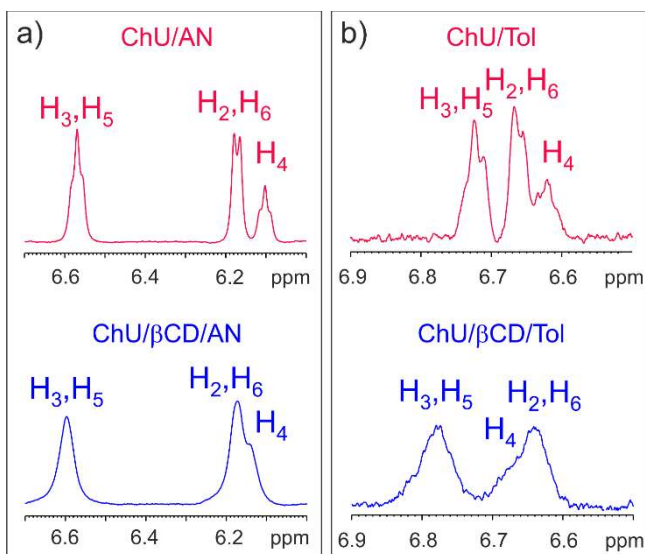 a)
ChU/AN
H₃,H₅
H₂,H₆
H₄
6.6 6.4 6.2 ppm
ChU/βCD/AN
H₃,H₅
H₂,H₆
H₄
6.6 6.4 6.2 ppm
b)
ChU/Tol
H₃,H₅
H₂,H₆
H₄
6.9 6.8 6.7 6.6 ppm
ChU/βCD/Tol
H₃,H₅
H₂,H₆
H₄
6.9 6.8 6.7 6.6 ppm